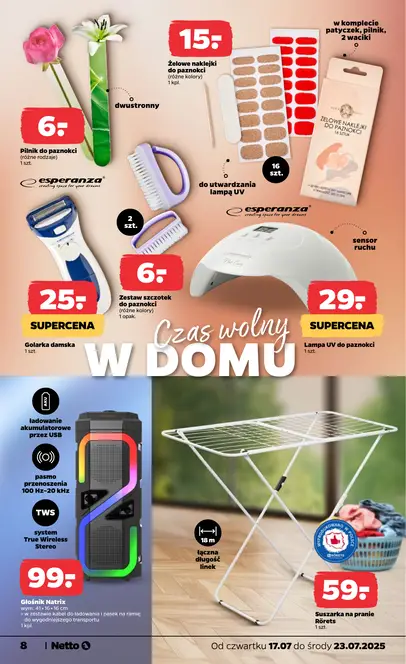 w komplecie
patyczek, pilnik,
2 waciki
15.-
Żelowe naklejki
do paznokci
(różne kolory)
1 kpl.
dwustronny
6.-
Pilnik do paznokci
(różne rodzaje)
1 szt.
ŻELOWE NAKLEJKI
DO PAZNOKCI
16
szt.
do utwardzania
lampą UV
esperanza
creating space for your dreams
esperanza
creating space for your dreams
2
szt.
sensor
ruchu
6.-
Zestaw szczotek
do paznokci
(różne kolory)
1 opak.
25.-
SUPERCENA
Golarka damska
1 szt.
29.-
SUPERCENA
Lampa UV do paznokci
1 szt.
Czas wolny
W DOMU
ładowanie
akumulatorowe
przez USB
pasmo
przenoszenia
100 Hz-20 kHz
TWS
system
True Wireless
Stereo
99.-
Głośnik Natrix
wym. 41×16×16 cm
• w zestawie kabel do ładowania i pasek na ramię
do wygodniejszego transportu
1 kpl.
18 m
łączna
długość
linek
WYPRODUKOWANO W POLSCE
35.-
Suszarka na pranie
Rörets
1 szt.
8 | Netto
Od czwartku 17.07 do środy 23.07.2025